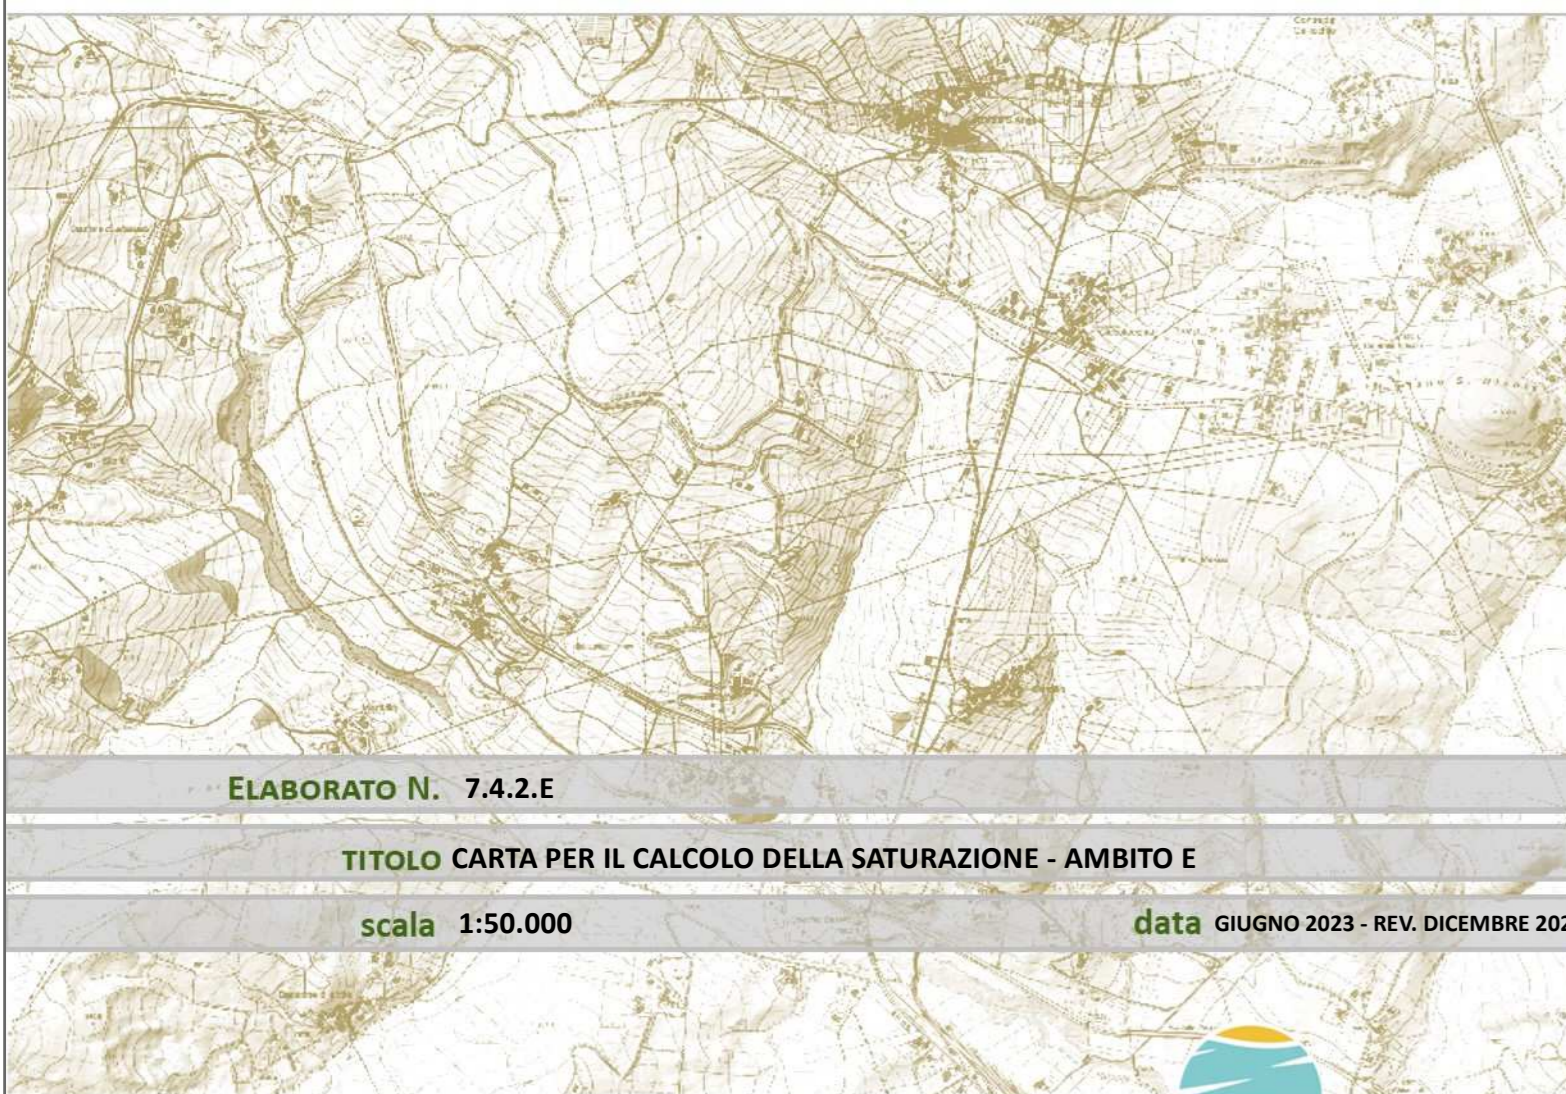 ELABORATO N. 7.4.2.E
TITOLO CARTA PER IL CALCOLO DELLA SATURAZIONE - AMBITO E
scala 1:50.000 data GIUGNO 2023 - REV. DICEMBRE 202